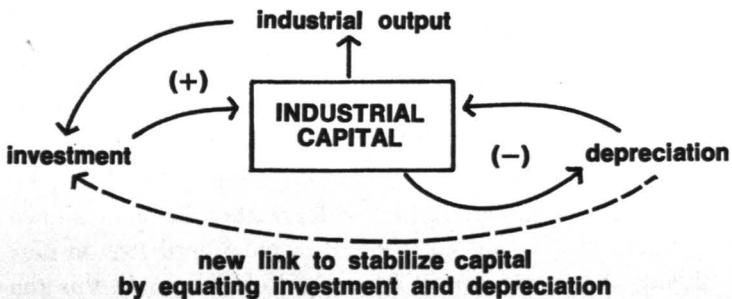 industrial output
(+)
INDUSTRIAL
CAPITAL
investment
(−)
depreciation
new link to stabilize capital
by equating investment and depreciation